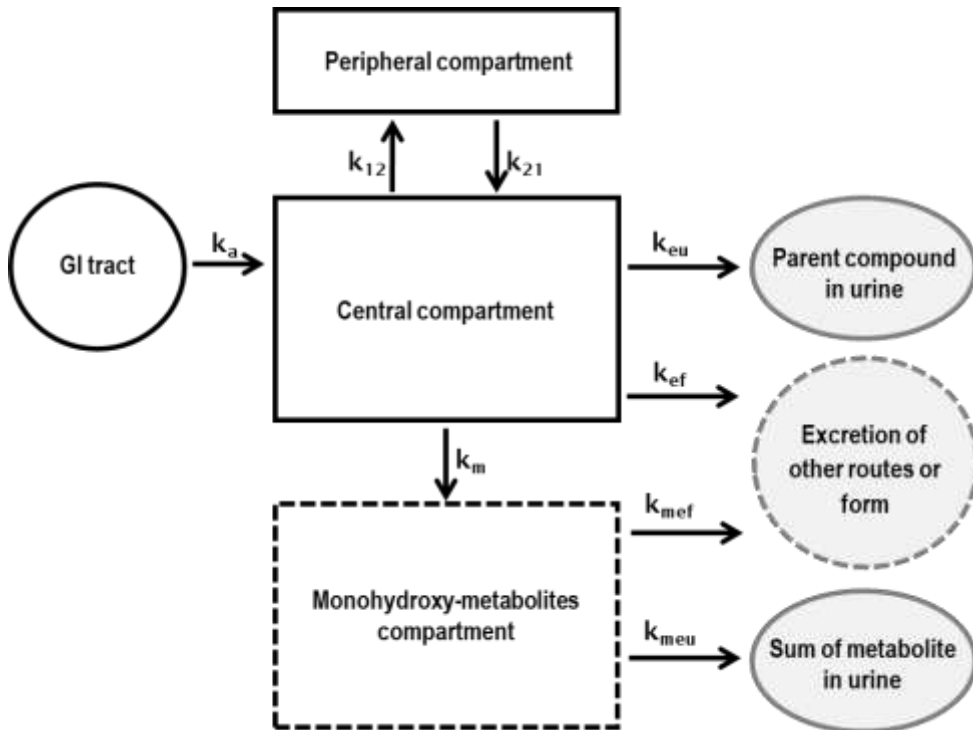 Peripheral compartment
k12
k21
GI tract
ka
Central compartment
keu
Parent compound
in urine
kef
Excretion of
other routes or
form
km
kmef
Monohydroxy-metabolites
compartment
kmeu
Sum of metabolite
in urine